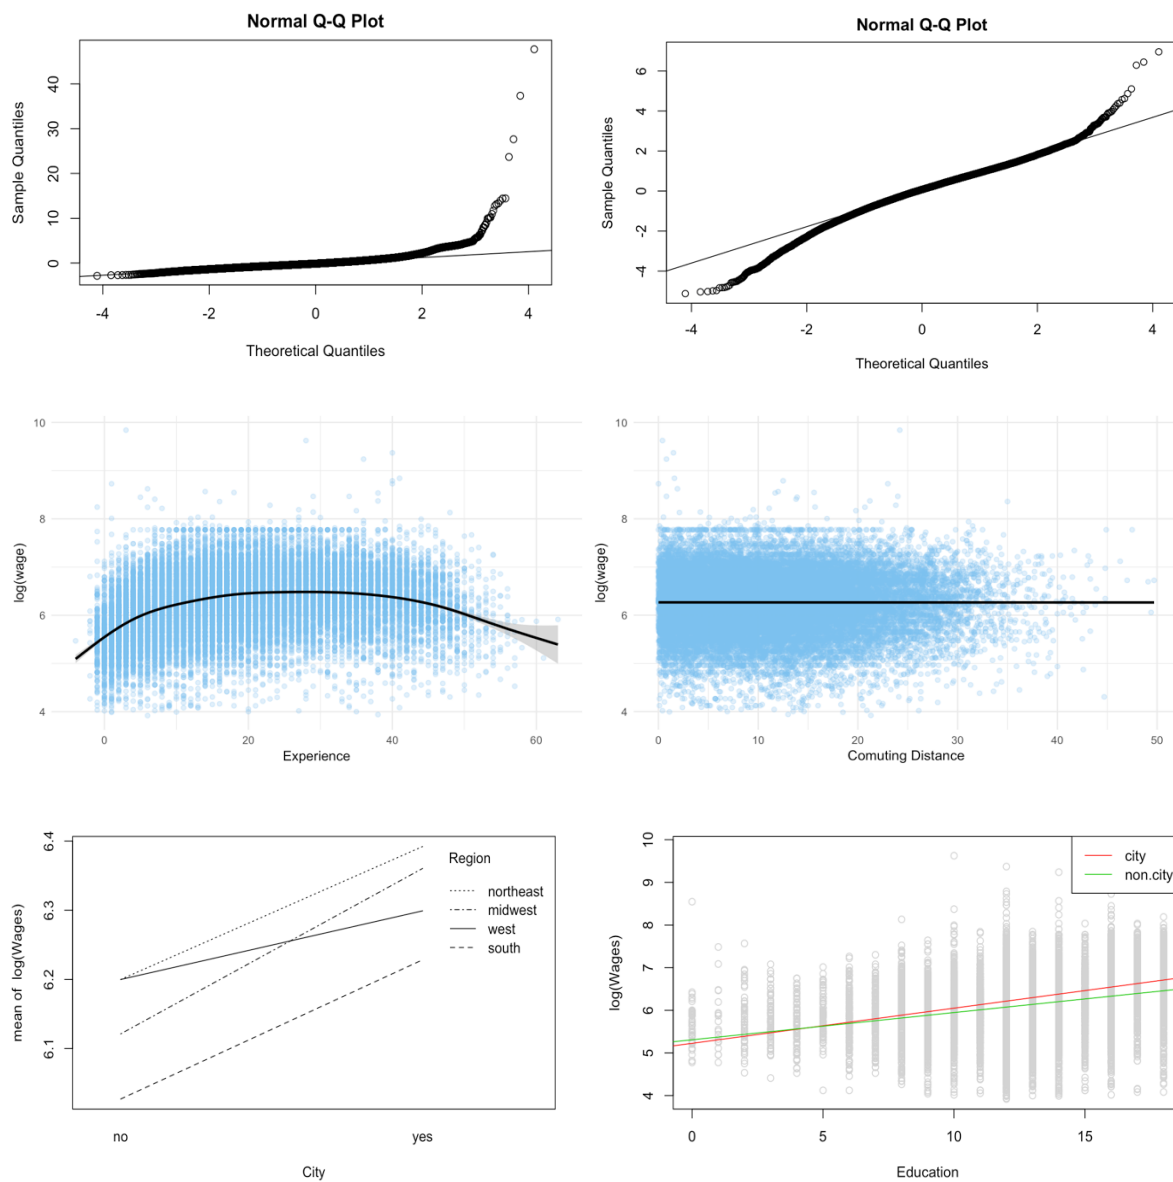 Normal Q-Q Plot
Sample Quantiles
0 10 20 30 40
-4 -2 0 2 4
Theoretical Quantiles
Normal Q-Q Plot
Sample Quantiles
-4 -2 0 2 4 6
-4 -2 0 2 4
Theoretical Quantiles
log(wage)
10
8
6
4
0 20 40 60
Experience
log(wage)
10
8
6
4
0 10 20 30 40 50
Comuting Distance
mean of log(Wages)
6.1 6.2 6.3 6.4
Region
northeast
midwest
west
south
no yes
City
log(Wages)
4 5 6 7 8 9 10
city
non.city
0 5 10 15
Education